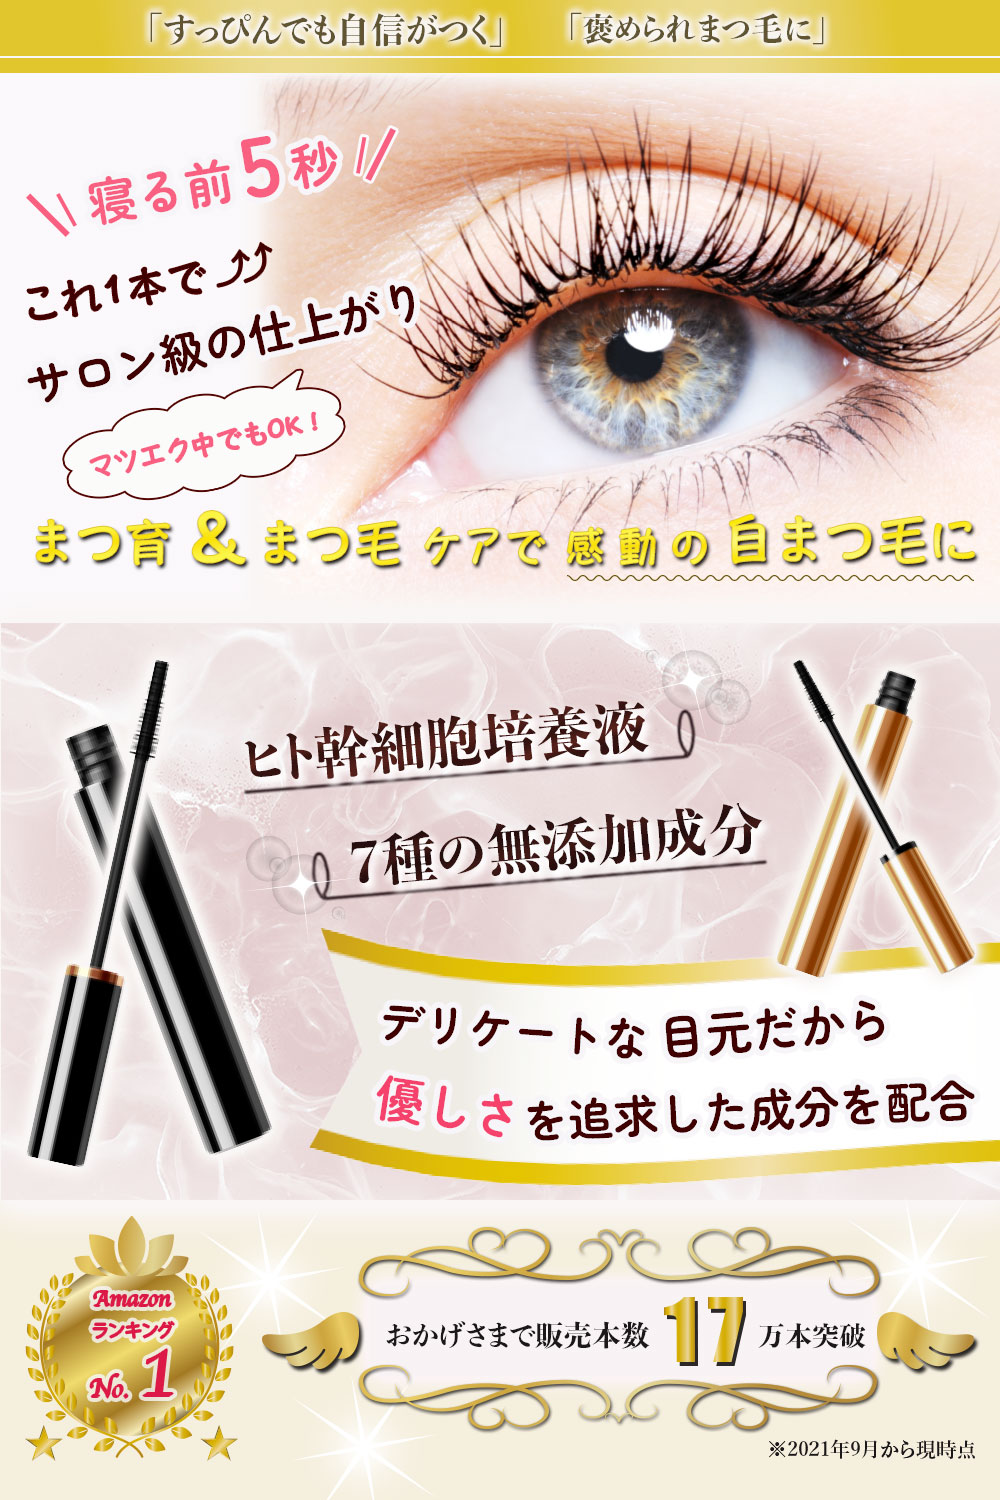 「すっぴんでも自信がつく」 「褒められまつ毛に」
寝る前5秒
これ1本で
サロン級の仕上がり
マツエク中でもOK！
まつ育&まつ毛ケアで感動の自まつ毛に
ヒト幹細胞培養液
7種の無添加成分
デリケートな目元だから
優しさを追求した成分を配合
Amazon
ランキング
No.1
おかげさまで販売本数17万本突破
※2021年9月から現時点